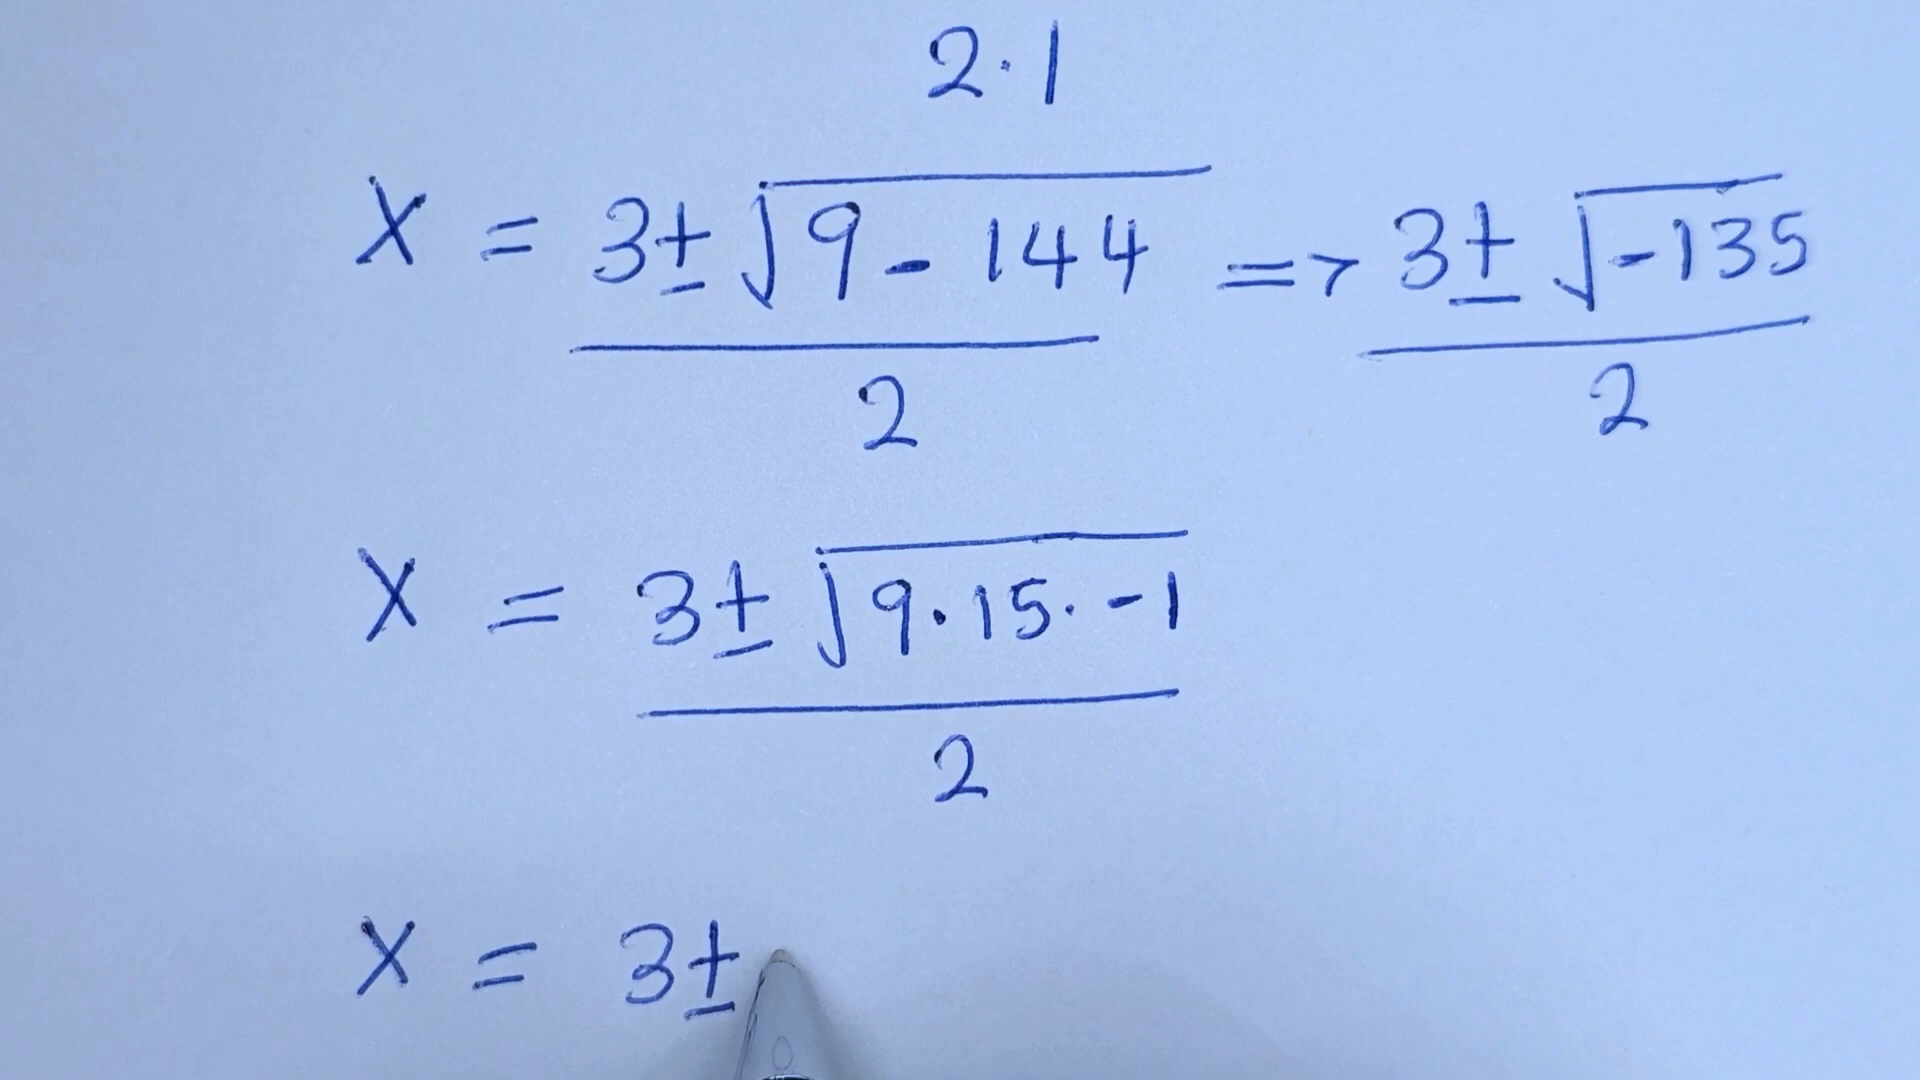 2·1
X = 3±√9-144 => 3±√-135
2 2
X = 3±√9·15·-1
2
X = 3±